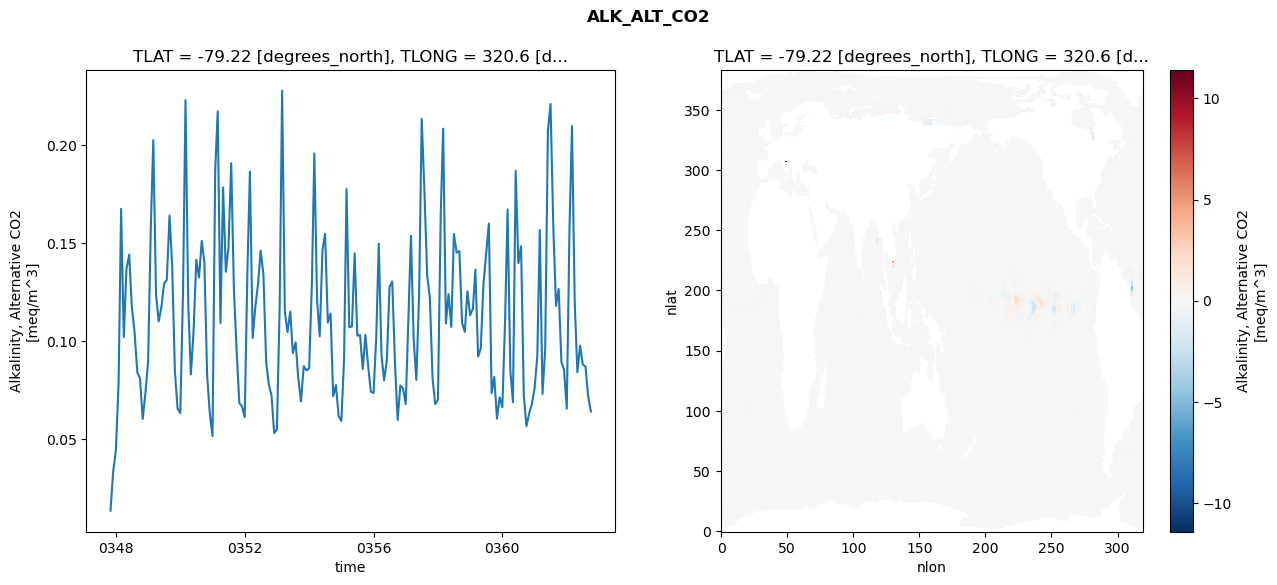 ALK_ALT_CO2
TLAT = -79.22 [degrees_north], TLONG = 320.6 [d...
Alkalinity, Alternative CO2
[meq/m^3]
0.20
0.15
0.10
0.05
0348
0352
0356
0360
time
TLAT = -79.22 [degrees_north], TLONG = 320.6 [d...
nlat
350
300
250
200
150
100
50
0
0
50
100
150
200
250
300
nlon
10
5
0
−5
−10
Alkalinity, Alternative CO2
[meq/m^3]